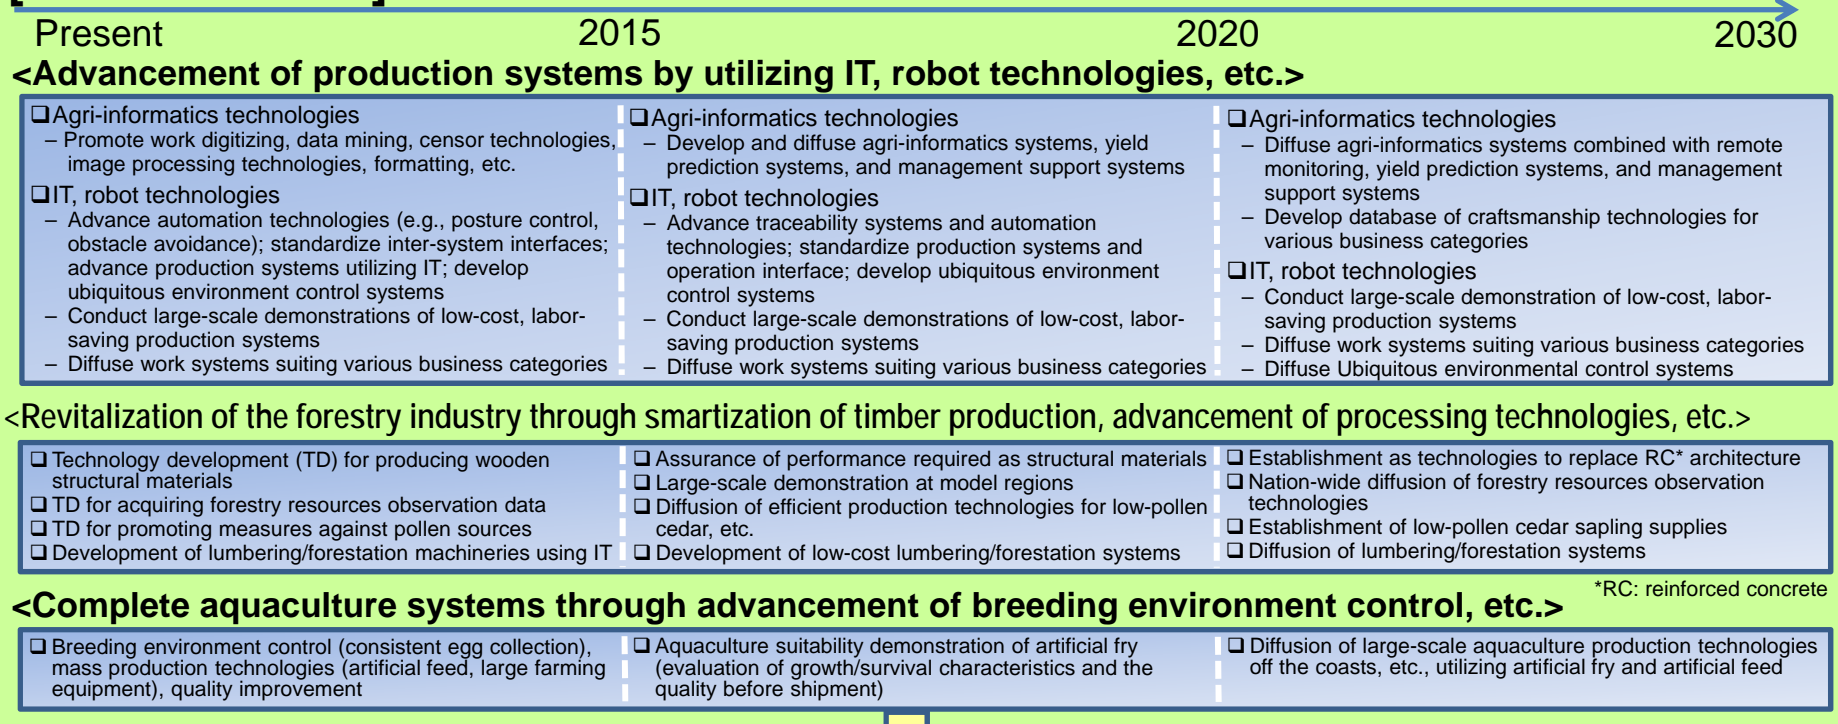 Present 2015 2020 2030
<Advancement of production systems by utilizing IT, robot technologies, etc.>
❑Agri-informatics technologies
– Promote work digitizing, data mining, censor technologies,
image processing technologies, formatting, etc.
❑IT, robot technologies
– Advance automation technologies (e.g., posture control,
obstacle avoidance); standardize inter-system interfaces;
advance production systems utilizing IT; develop
ubiquitous environment control systems
– Conduct large-scale demonstrations of low-cost, labor-
saving production systems
– Diffuse work systems suiting various business categories
❑Agri-informatics technologies
– Develop and diffuse agri-informatics systems, yield
prediction systems, and management support systems
❑IT, robot technologies
– Advance traceability systems and automation
technologies; standardize production systems and
operation interface; develop ubiquitous environment
control systems
– Conduct large-scale demonstrations of low-cost, labor-
saving production systems
– Diffuse work systems suiting various business categories
❑Agri-informatics technologies
– Diffuse agri-informatics systems combined with remote
monitoring, yield prediction systems, and management
support systems
– Develop database of craftsmanship technologies for
various business categories
❑IT, robot technologies
– Conduct large-scale demonstration of low-cost, labor-
saving production systems
– Diffuse work systems suiting various business categories
– Diffuse Ubiquitous environmental control systems
<Revitalization of the forestry industry through smartization of timber production, advancement of processing technologies, etc.>
❑ Technology development (TD) for producing wooden
structural materials
❑ TD for acquiring forestry resources observation data
❑ TD for promoting measures against pollen sources
❑ Development of lumbering/forestation machineries using IT
❑ Assurance of performance required as structural materials
❑ Large-scale demonstration at model regions
❑ Diffusion of efficient production technologies for low-pollen
cedar, etc.
❑ Development of low-cost lumbering/forestation systems
❑ Establishment as technologies to replace RC* architecture
❑ Nation-wide diffusion of forestry resources observation
technologies
❑ Establishment of low-pollen cedar sapling supplies
❑ Diffusion of lumbering/forestation systems
*RC: reinforced concrete
<Complete aquaculture systems through advancement of breeding environment control, etc.>
❑ Breeding environment control (consistent egg collection),
mass production technologies (artificial feed, large farming
equipment), quality improvement
❑ Aquaculture suitability demonstration of artificial fry
(evaluation of growth/survival characteristics and the
quality before shipment)
❑ Diffusion of large-scale aquaculture production technologies
off the coasts, etc., utilizing artificial fry and artificial feed